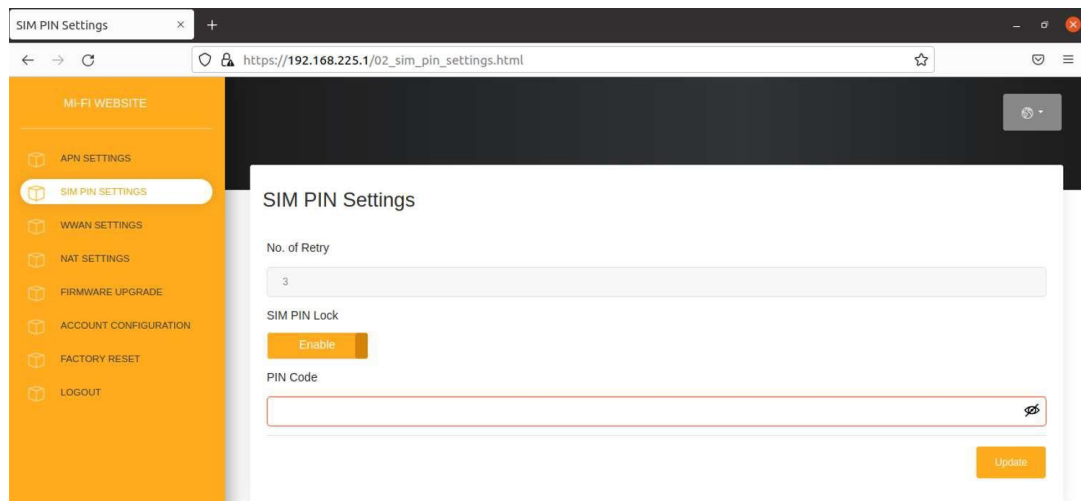 SIM PIN Settings
https://192.168.225.1/02_sim_pin_settings.html
MI-FI WEBSITE
APN SETTINGS
SIM PIN SETTINGS
WWAN SETTINGS
NAT SETTINGS
FIRMWARE UPGRADE
ACCOUNT CONFIGURATION
FACTORY RESET
LOGOUT
SIM PIN Settings
No. of Retry
3
SIM PIN Lock
Enable
PIN Code
Update